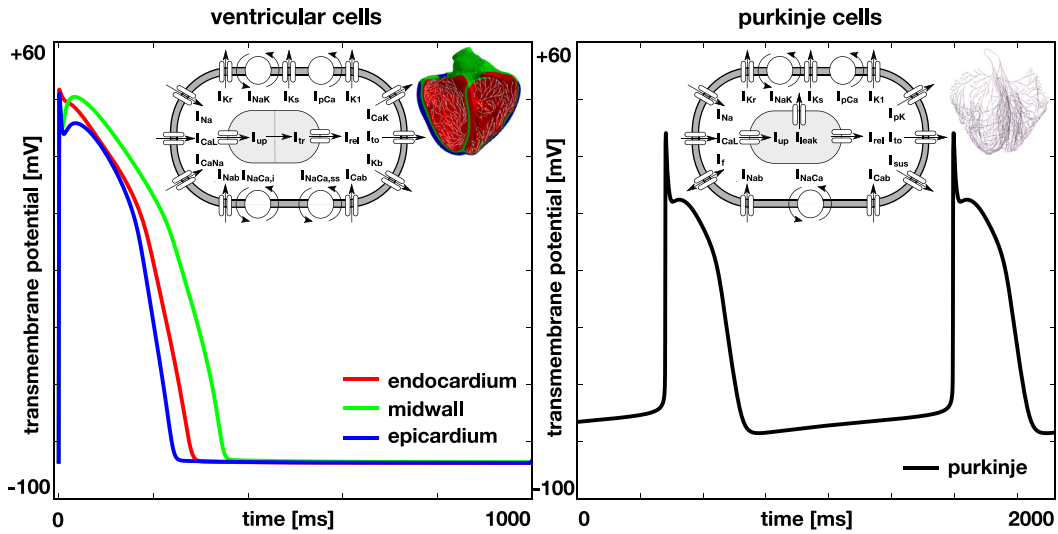 ventricular cells
+60
transmembrane potential [mV]
-100
I_Kr I_NaK I_Ks I_pCa I_K1
I_Na I_CaK
I_CaL I_up I_tr I_rel I_to
I_CaNa I_Kb
I_Nab I_NaCa,i I_NaCa,ss I_Cab
endocardium
midwall
epicardium
0 time [ms] 1000
purkinje cells
+60
transmembrane potential [mV]
-100
I_Kr I_NaK I_Ks I_pCa I_K1
I_Na I_pK
I_CaL I_up I_leak I_rel I_to
I_f I_sus
I_Nab I_NaCa I_Cab
purkinje
0 time [ms] 2000